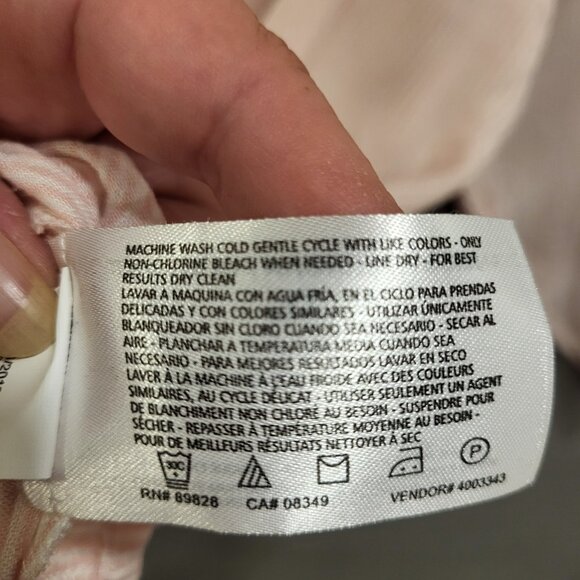 MACHINE WASH COLD GENTLE CYCLE WITH LIKE COLORS - ONLY
NON-CHLORINE BLEACH WHEN NEEDED - LINE DRY - FOR BEST
RESULTS DRY CLEAN
LAVAR A MAQUINA CON AGUA FRÍA, EN EL CICLO PARA PRENDAS
DELICADAS Y CON COLORES SIMILARES - UTILIZAR ÚNICAMENTE
BLANQUEADOR SIN CLORO CUANDO SEA NECESARIO - SECAR AL
AIRE - PLANCHAR A TEMPERATURA MEDIA CUANDO SEA
NECESARIO - PARA MEJORES RESULTADOS LAVAR EN SECO
LAVER À LA MACHINE À L'EAU FROIDE AVEC DES COULEURS
SIMILAIRES, AU CYCLE DÉLICAT - UTILISER SEULEMENT UN AGENT
DE BLANCHIMENT NON CHLORÉ AU BESOIN - SUSPENDRE POUR
SÉCHER - REPASSER À TEMPÉRATURE MOYENNE AU BESOIN -
POUR DE MEILLEURS RÉSULTATS NETTOYER À SEC
30C P
RN# 89828 CA# 08349 VENDOR# 4003343